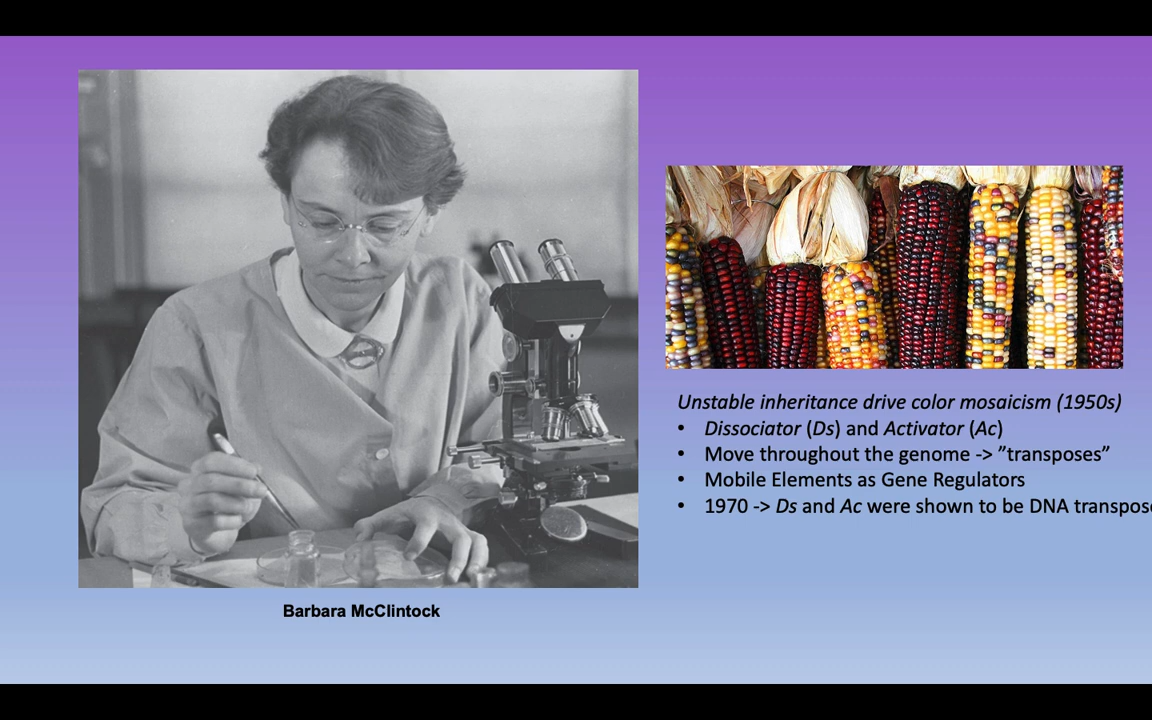 Unstable inheritance drive color mosaicism (1950s)
• Dissociator (Ds) and Activator (Ac)
• Move throughout the genome -> ”transposes”
• Mobile Elements as Gene Regulators
• 1970 -> Ds and Ac were shown to be DNA
Barbara McClintock